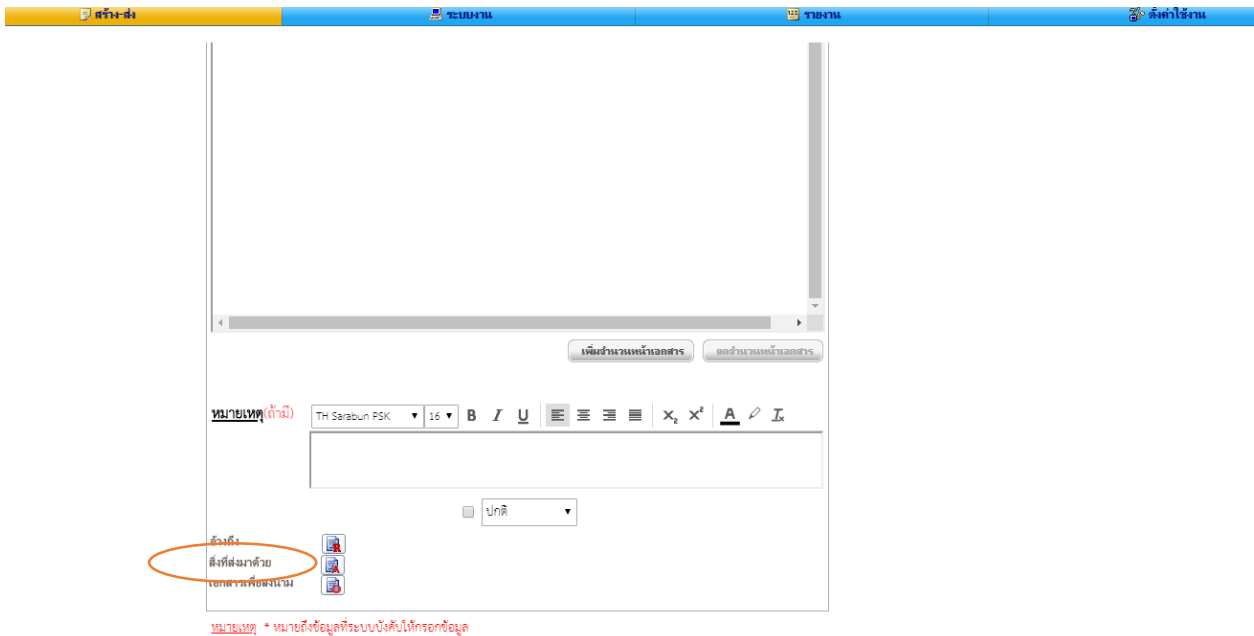 สร้าง-ส่ง ระบบงาน รายงาน ตั้งค่าใช้งาน
เพิ่มจำนวนหน้าเอกสาร ลดจำนวนหน้าเอกสาร
หมายเหตุ(ถ้ามี) TH Sarabun PSK 16 B I U X₂ X² A Tx
ปกติ
อ้างถึง
สิ่งที่ส่งมาด้วย
เอกสารเพื่อลงนาม
หมายเหตุ * หมายถึงข้อมูลที่ระบบบังคับให้กรอกข้อมูล